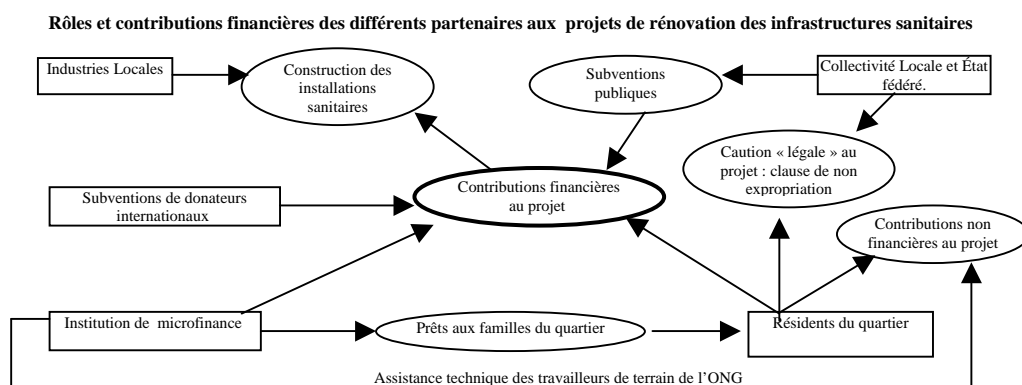 Rôles et contributions financières des différents partenaires aux projets de rénovation des infrastructures sanitaires
Industries Locales
Construction des
installations
sanitaires
Subventions
publiques
Collectivité Locale et État
fédéré.
Caution « légale » au
projet : clause de non
expropriation
Subventions de donateurs
internationaux
Contributions financières
au projet
Contributions non
financières au projet
Institution de microfinance
Prêts aux familles du quartier
Résidents du quartier
Assistance technique des travailleurs de terrain de l’ONG